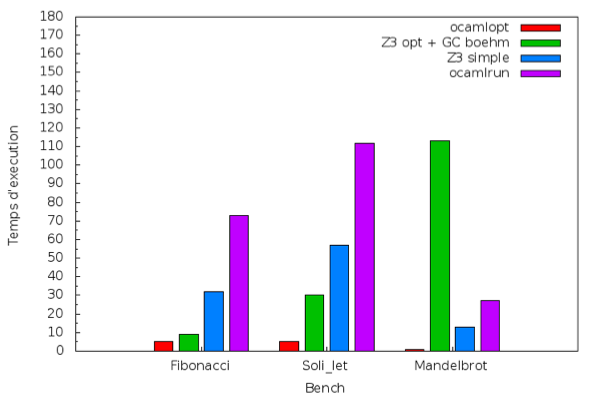 180
170
160
150
140
130
120
110
100
90
80
70
60
50
40
30
20
10
0
Temps d'execution
ocamlopt
Z3 opt + GC boehm
Z3 simple
ocamlrun
Fibonacci Soli_let Mandelbrot
Bench